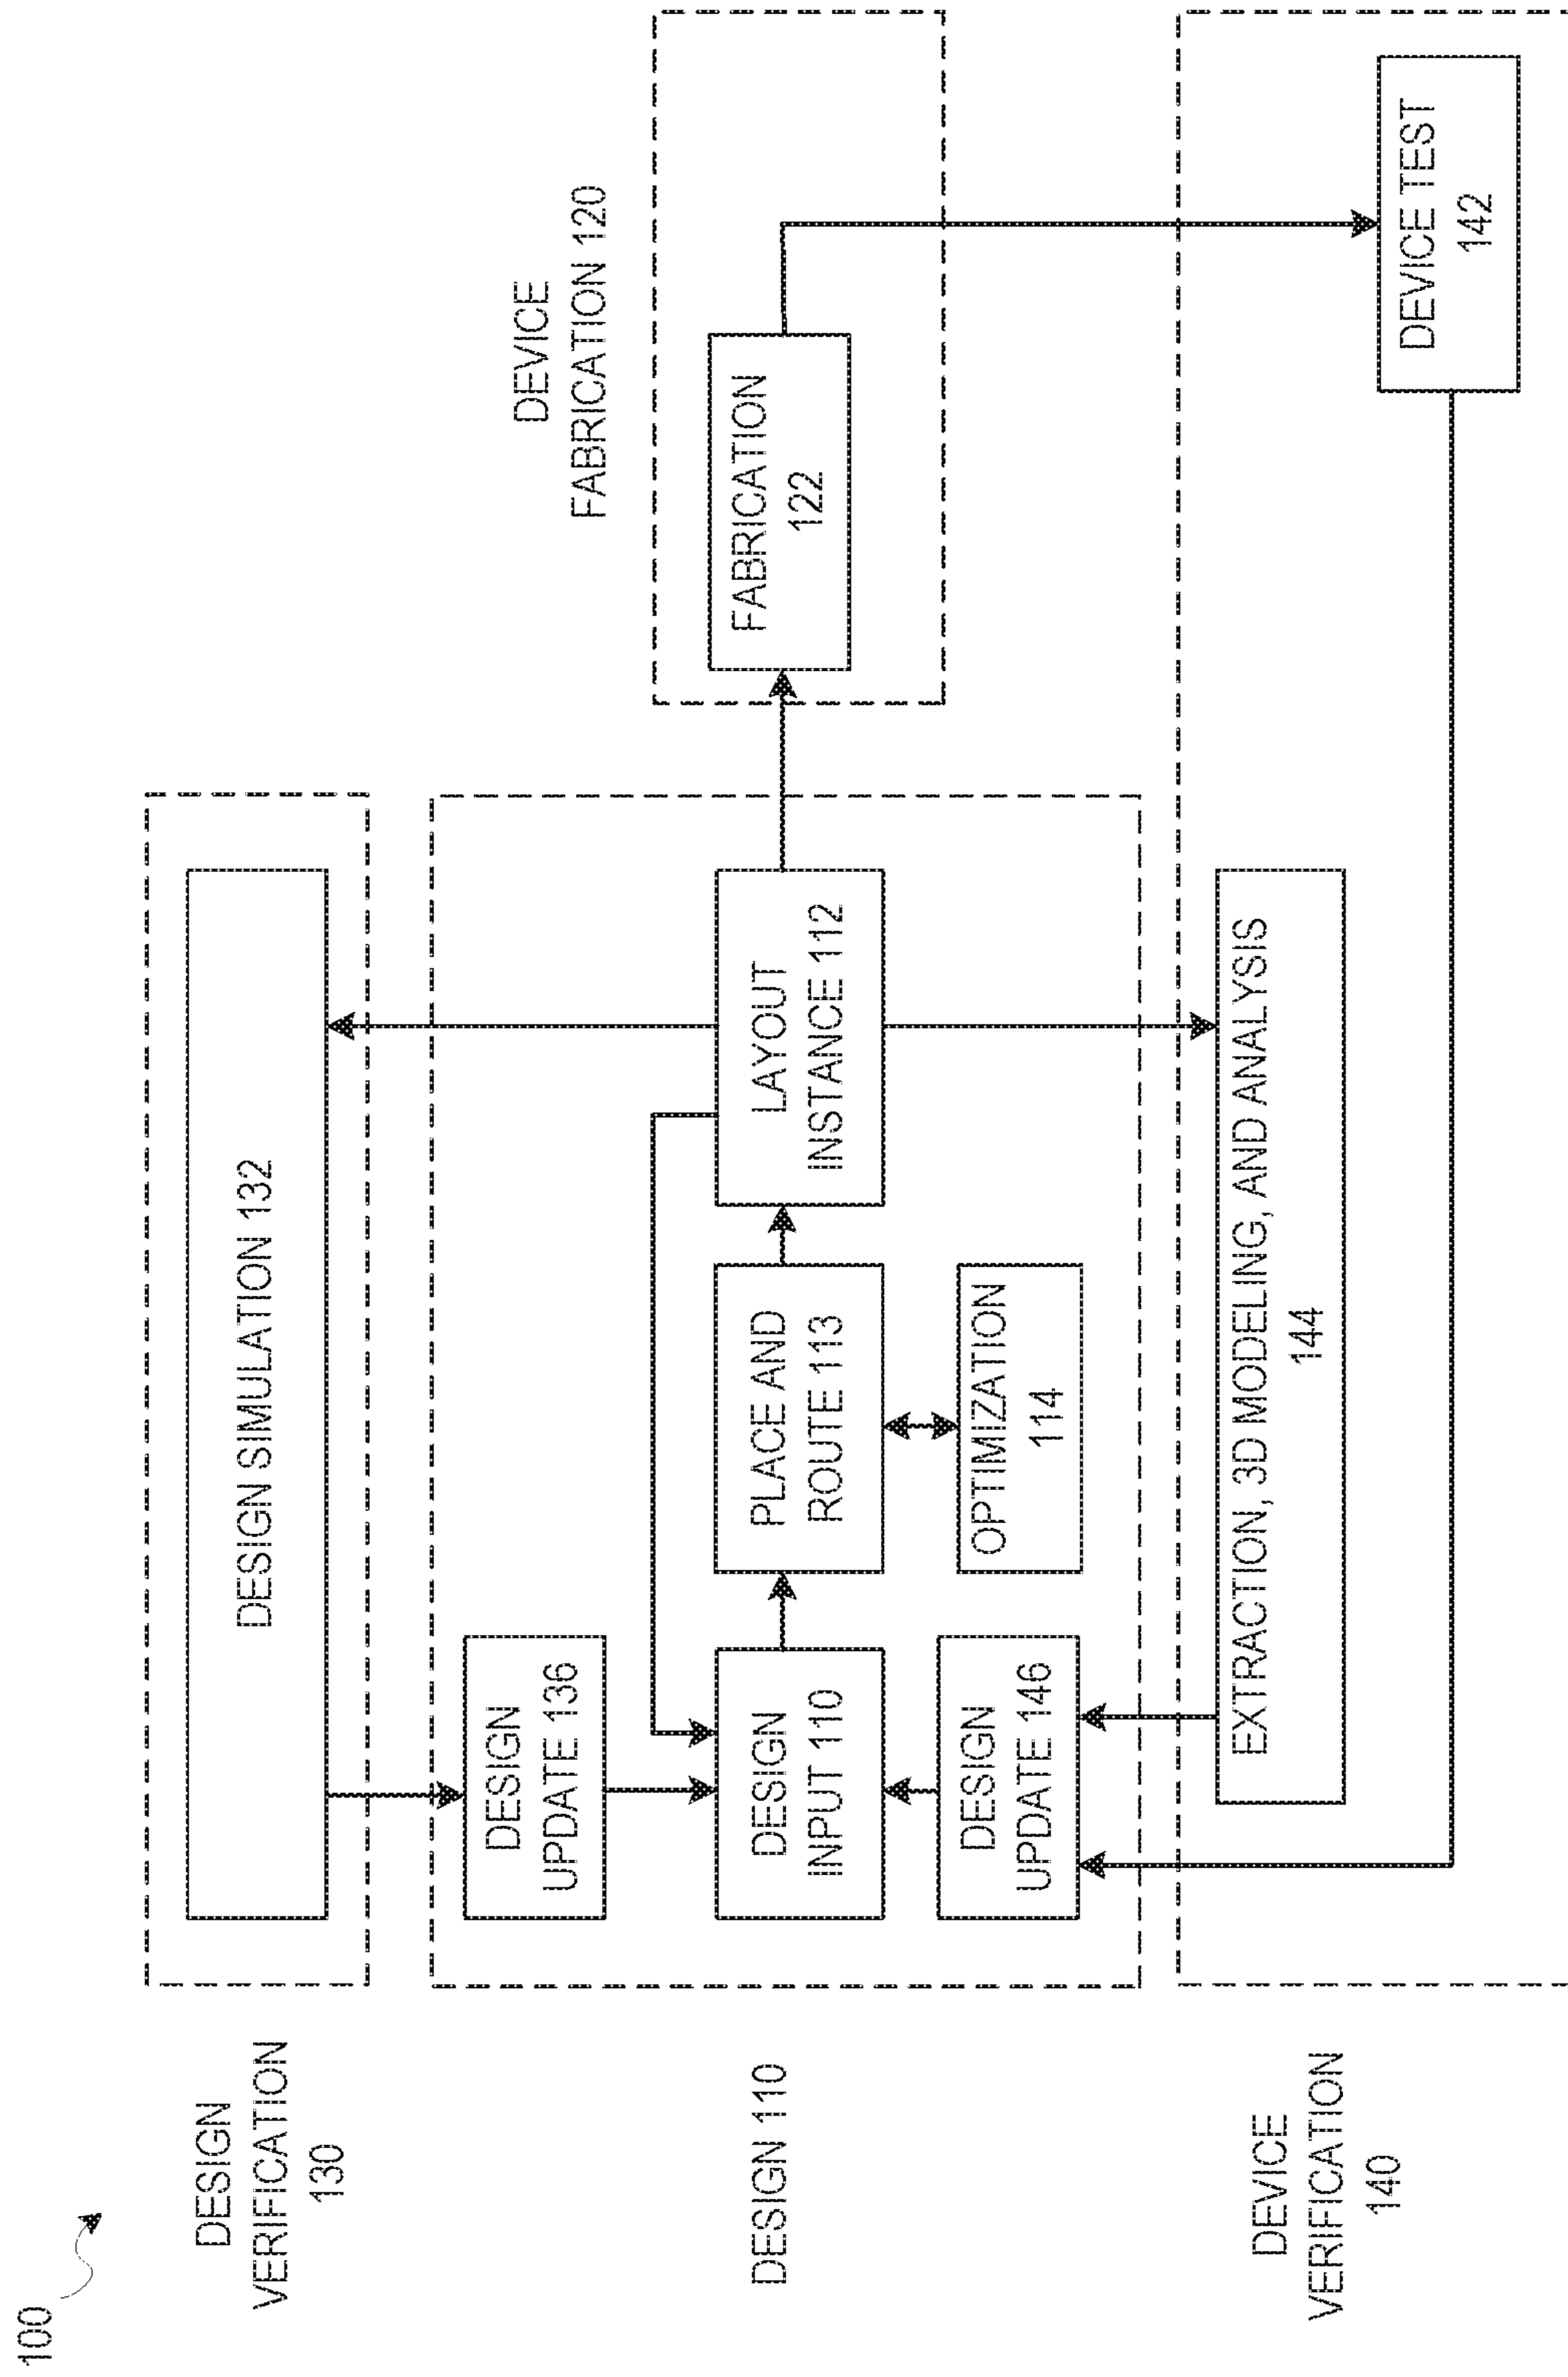 100
DESIGN
VERIFICATION
130
DESIGN SIMULATION 132
DEVICE
FABRICATION 120
DESIGN 110
DESIGN
UPDATE 136
DESIGN
INPUT 110
PLACE AND
ROUTE 113
LAYOUT
INSTANCE 112
FABRICATION
122
DESIGN
UPDATE 146
OPTIMIZATION
114
DEVICE
VERIFICATION
140
EXTRACTION, 3D MODELING, AND ANALYSIS
144
DEVICE TEST
142